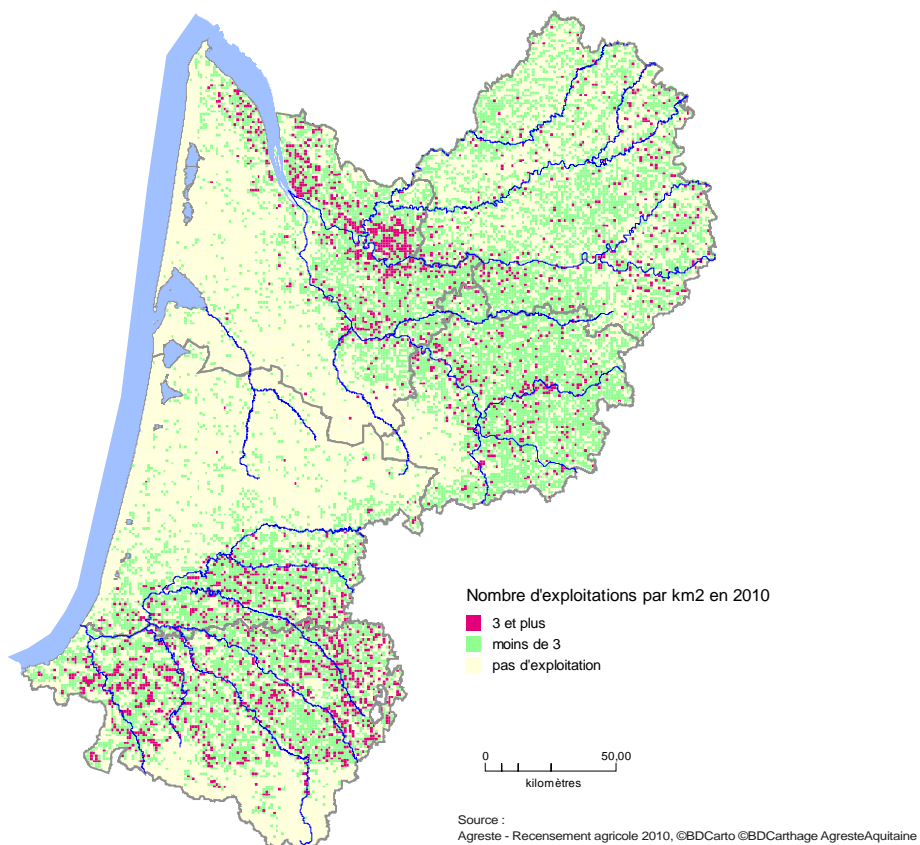 Nombre d'exploitations par km2 en 2010
3 et plus
moins de 3
pas d'exploitation
0 50,00
kilomètres
Source :
Agreste - Recensement agricole 2010, ©BDCarto ©BDCarthage AgresteAquitaine